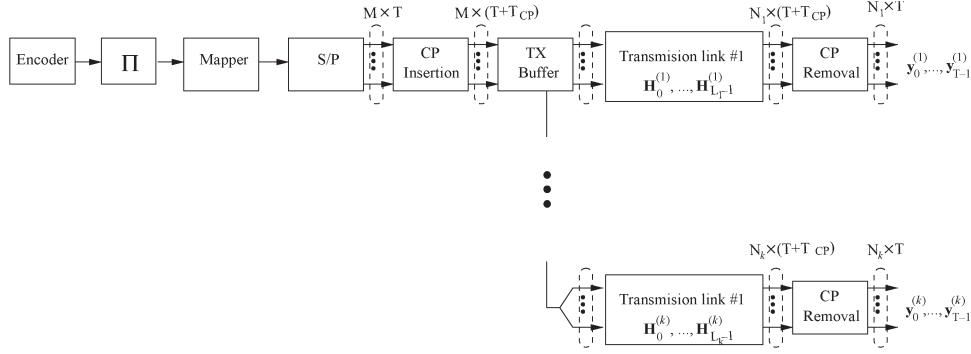 M × T
M × (T+T_CP)
N_1 × (T+T_CP)
N_1 × T
Encoder
Π
Mapper
S/P
CP
Insertion
TX
Buffer
Transmision link #1
H_0^(1) ,..., H_{L_1–1}^(1)
CP
Removal
y_0^(1) ,..., y_{T–1}^(1)
N_k × (T+T_CP)
N_k × T
Transmision link #1
H_0^(k) ,..., H_{L_k–1}^(k)
CP
Removal
y_0^(k) ,..., y_{T–1}^(k)